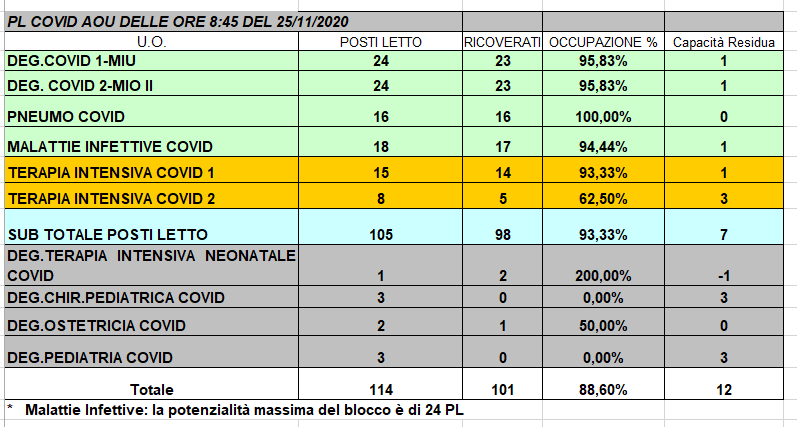 PL COVID AOU DELLE ORE 8:45 DEL 25/11/2020
U.O. POSTI LETTO RICOVERATI OCCUPAZIONE % Capacità Residua
DEG.COVID 1-MIU 24 23 95,83% 1
DEG. COVID 2-MIO II 24 23 95,83% 1
PNEUMO COVID 16 16 100,00% 0
MALATTIE INFETTIVE COVID 18 17 94,44% 1
TERAPIA INTENSIVA COVID 1 15 14 93,33% 1
TERAPIA INTENSIVA COVID 2 8 5 62,50% 3
SUB TOTALE POSTI LETTO 105 98 93,33% 7
DEG.TERAPIA INTENSIVA NEONATALE
COVID 1 2 200,00% -1
DEG.CHIR.PEDIATRICA COVID 3 0 0,00% 3
DEG.OSTETRICIA COVID 2 1 50,00% 0
DEG.PEDIATRIA COVID 3 0 0,00% 3
Totale 114 101 88,60% 12
* Malattie Infettive: la potenzialità massima del blocco è di 24 PL